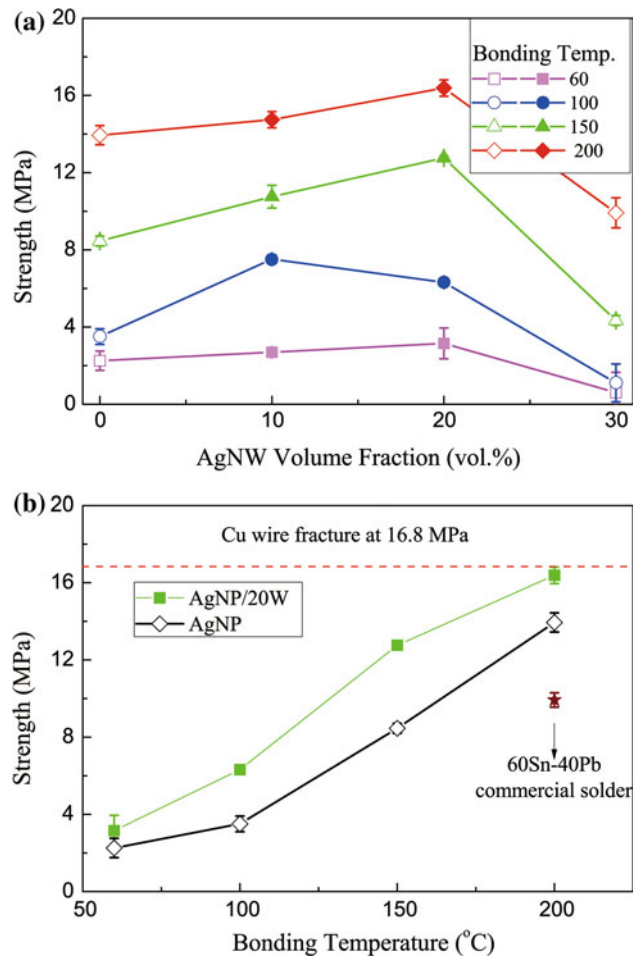 (a)
20
16
12
8
4
0
Strength (MPa)
Bonding Temp.
60
100
150
200
0 10 20 30
AgNW Volume Fraction (vol.%)
(b)
20
16
12
8
4
0
Strength (MPa)
Cu wire fracture at 16.8 MPa
AgNP/20W
AgNP
60Sn-40Pb
commercial solder
50 100 150 200
Bonding Temperature (°C)